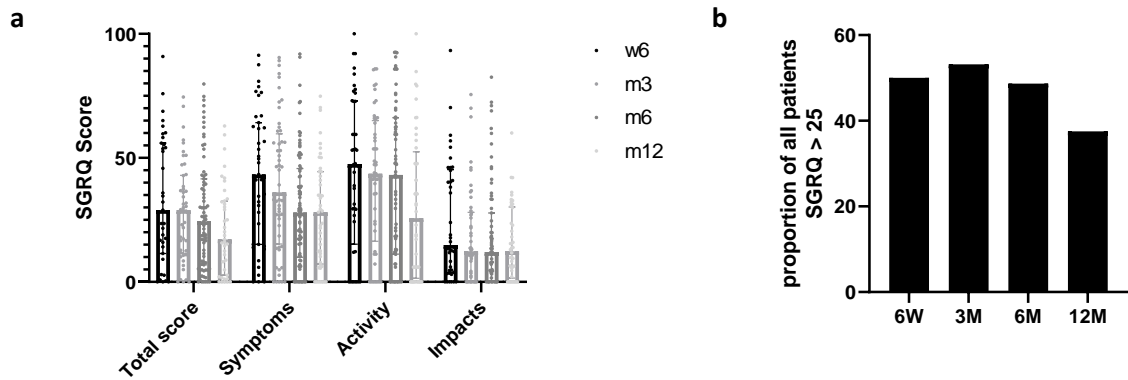 a
SGRQ Score
100
50
0
Total score
Symptoms
Activity
Impacts
w6
m3
m6
m12
b
proportion of all patients
SGRQ > 25
60
40
20
0
6W 3M 6M 12M